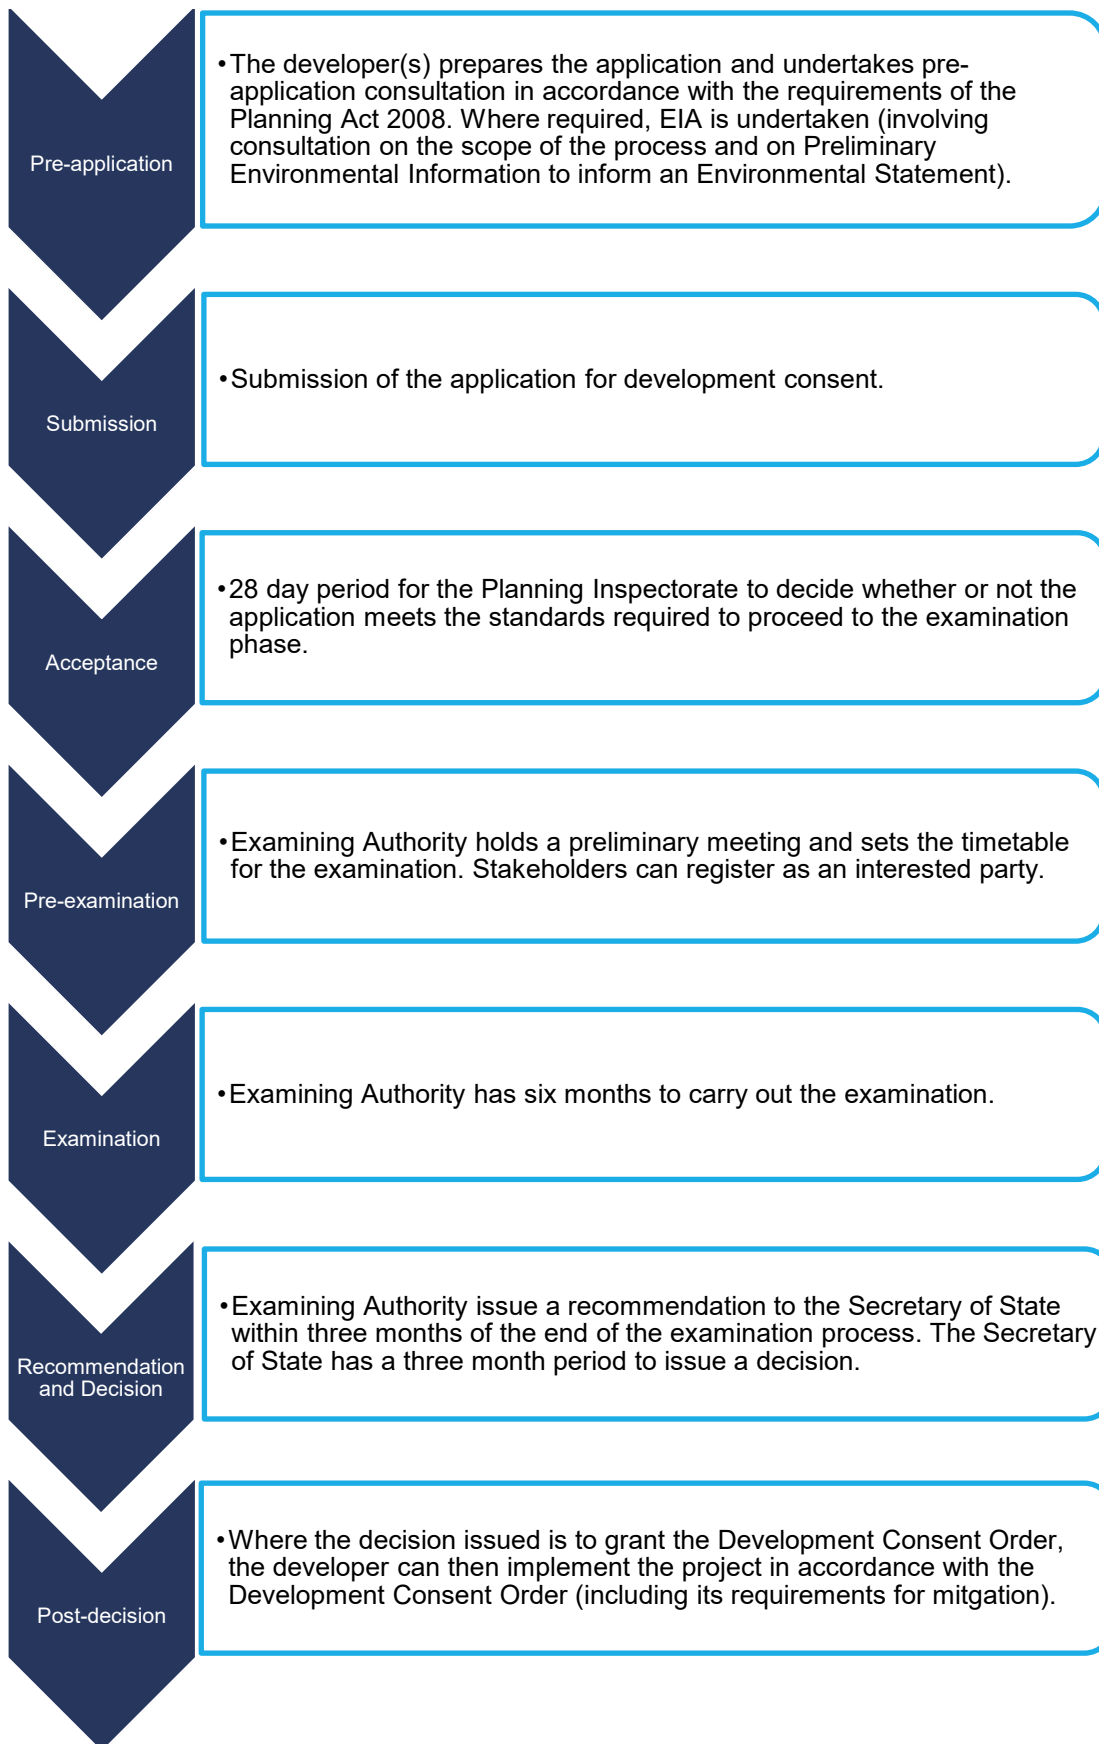 Pre-application
•The developer(s) prepares the application and undertakes pre-
application consultation in accordance with the requirements of the
Planning Act 2008. Where required, EIA is undertaken (involving
consultation on the scope of the process and on Preliminary
Environmental Information to inform an Environmental Statement).
Submission
•Submission of the application for development consent.
Acceptance
•28 day period for the Planning Inspectorate to decide whether or not the
application meets the standards required to proceed to the examination
phase.
Pre-examination
•Examining Authority holds a preliminary meeting and sets the timetable
for the examination. Stakeholders can register as an interested party.
Examination
•Examining Authority has six months to carry out the examination.
Recommendation
and Decision
•Examining Authority issue a recommendation to the Secretary of State
within three months of the end of the examination process. The Secretary
of State has a three month period to issue a decision.
Post-decision
•Where the decision issued is to grant the Development Consent Order,
the developer can then implement the project in accordance with the
Development Consent Order (including its requirements for mitgation).